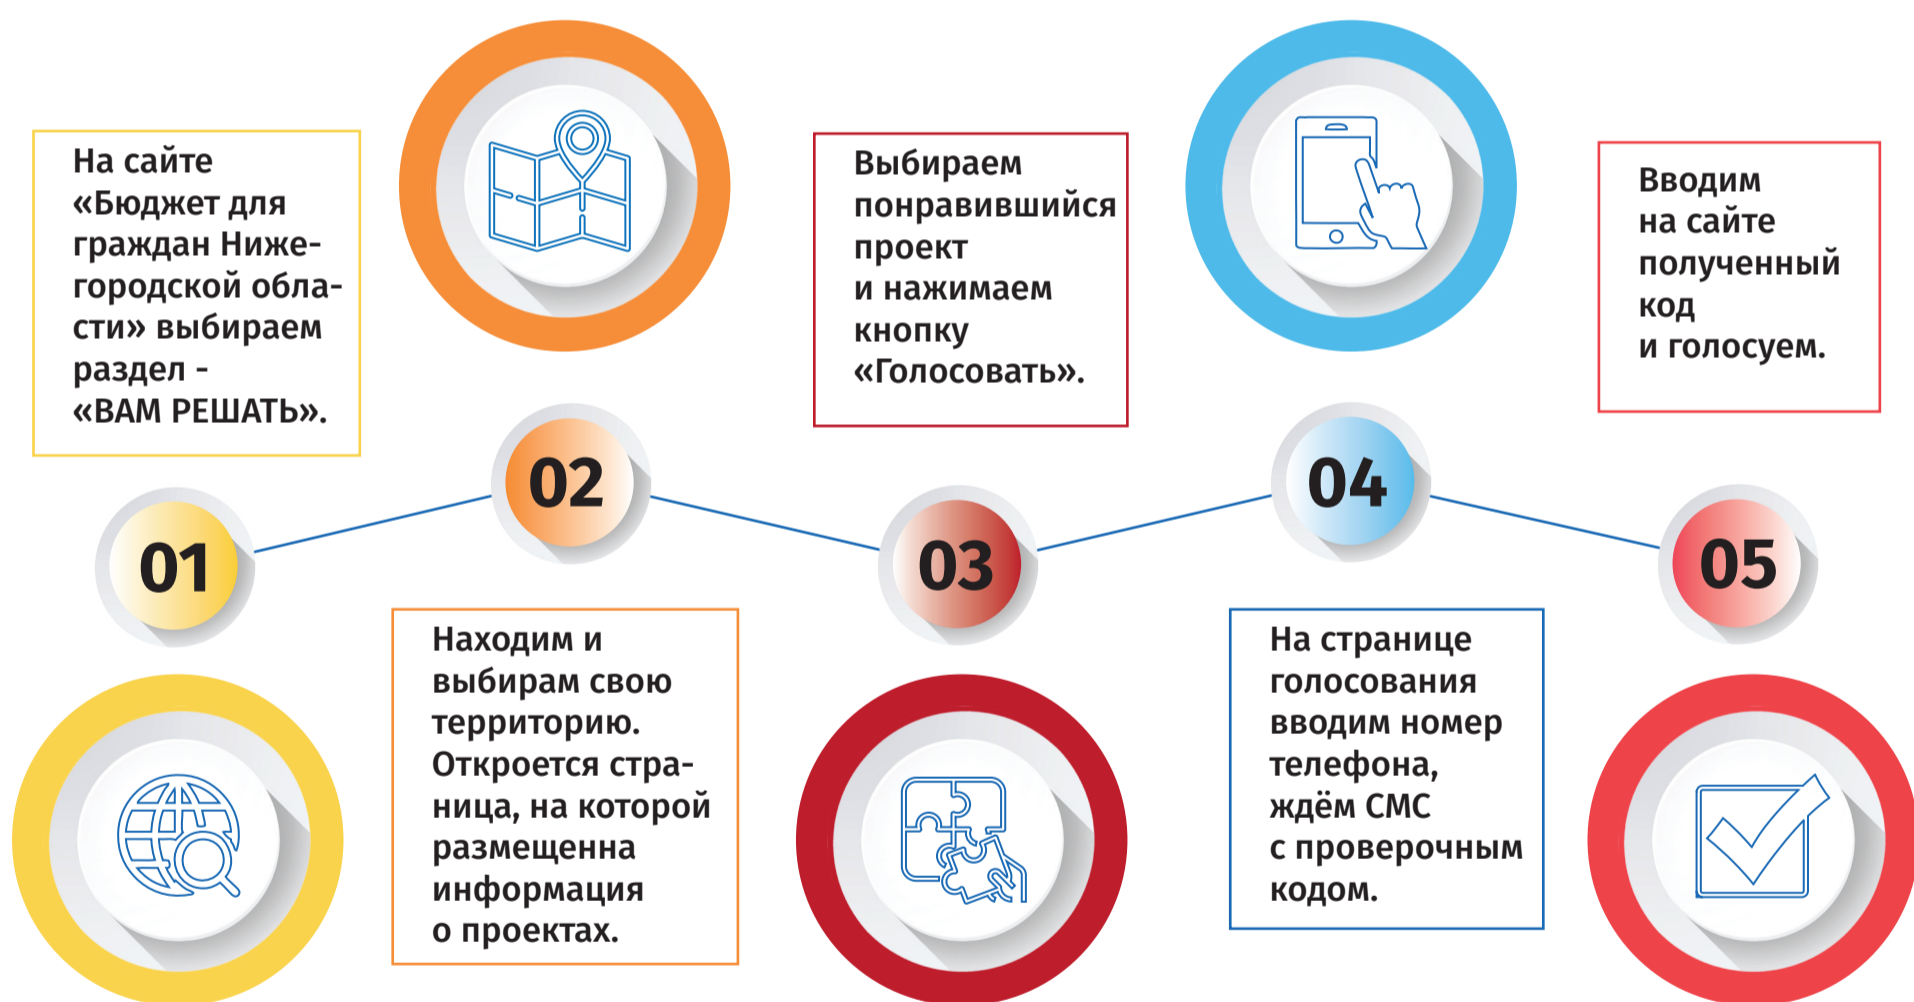 На сайте
«Бюджет для
граждан Ниже-
городской обла-
сти» выбираем
раздел -
«ВАМ РЕШАТЬ».
01
02
Находим и
выбирам свою
территорию.
Откроется стра-
ница, на которой
размещенна
информация
о проектах.
Выбираем
понравившийся
проект
и нажимаем
кнопку
«Голосовать».
03
04
На странице
голосования
вводим номер
телефона,
ждём СМС
с проверочным
кодом.
Вводим
на сайте
полученный
код
и голосуем.
05